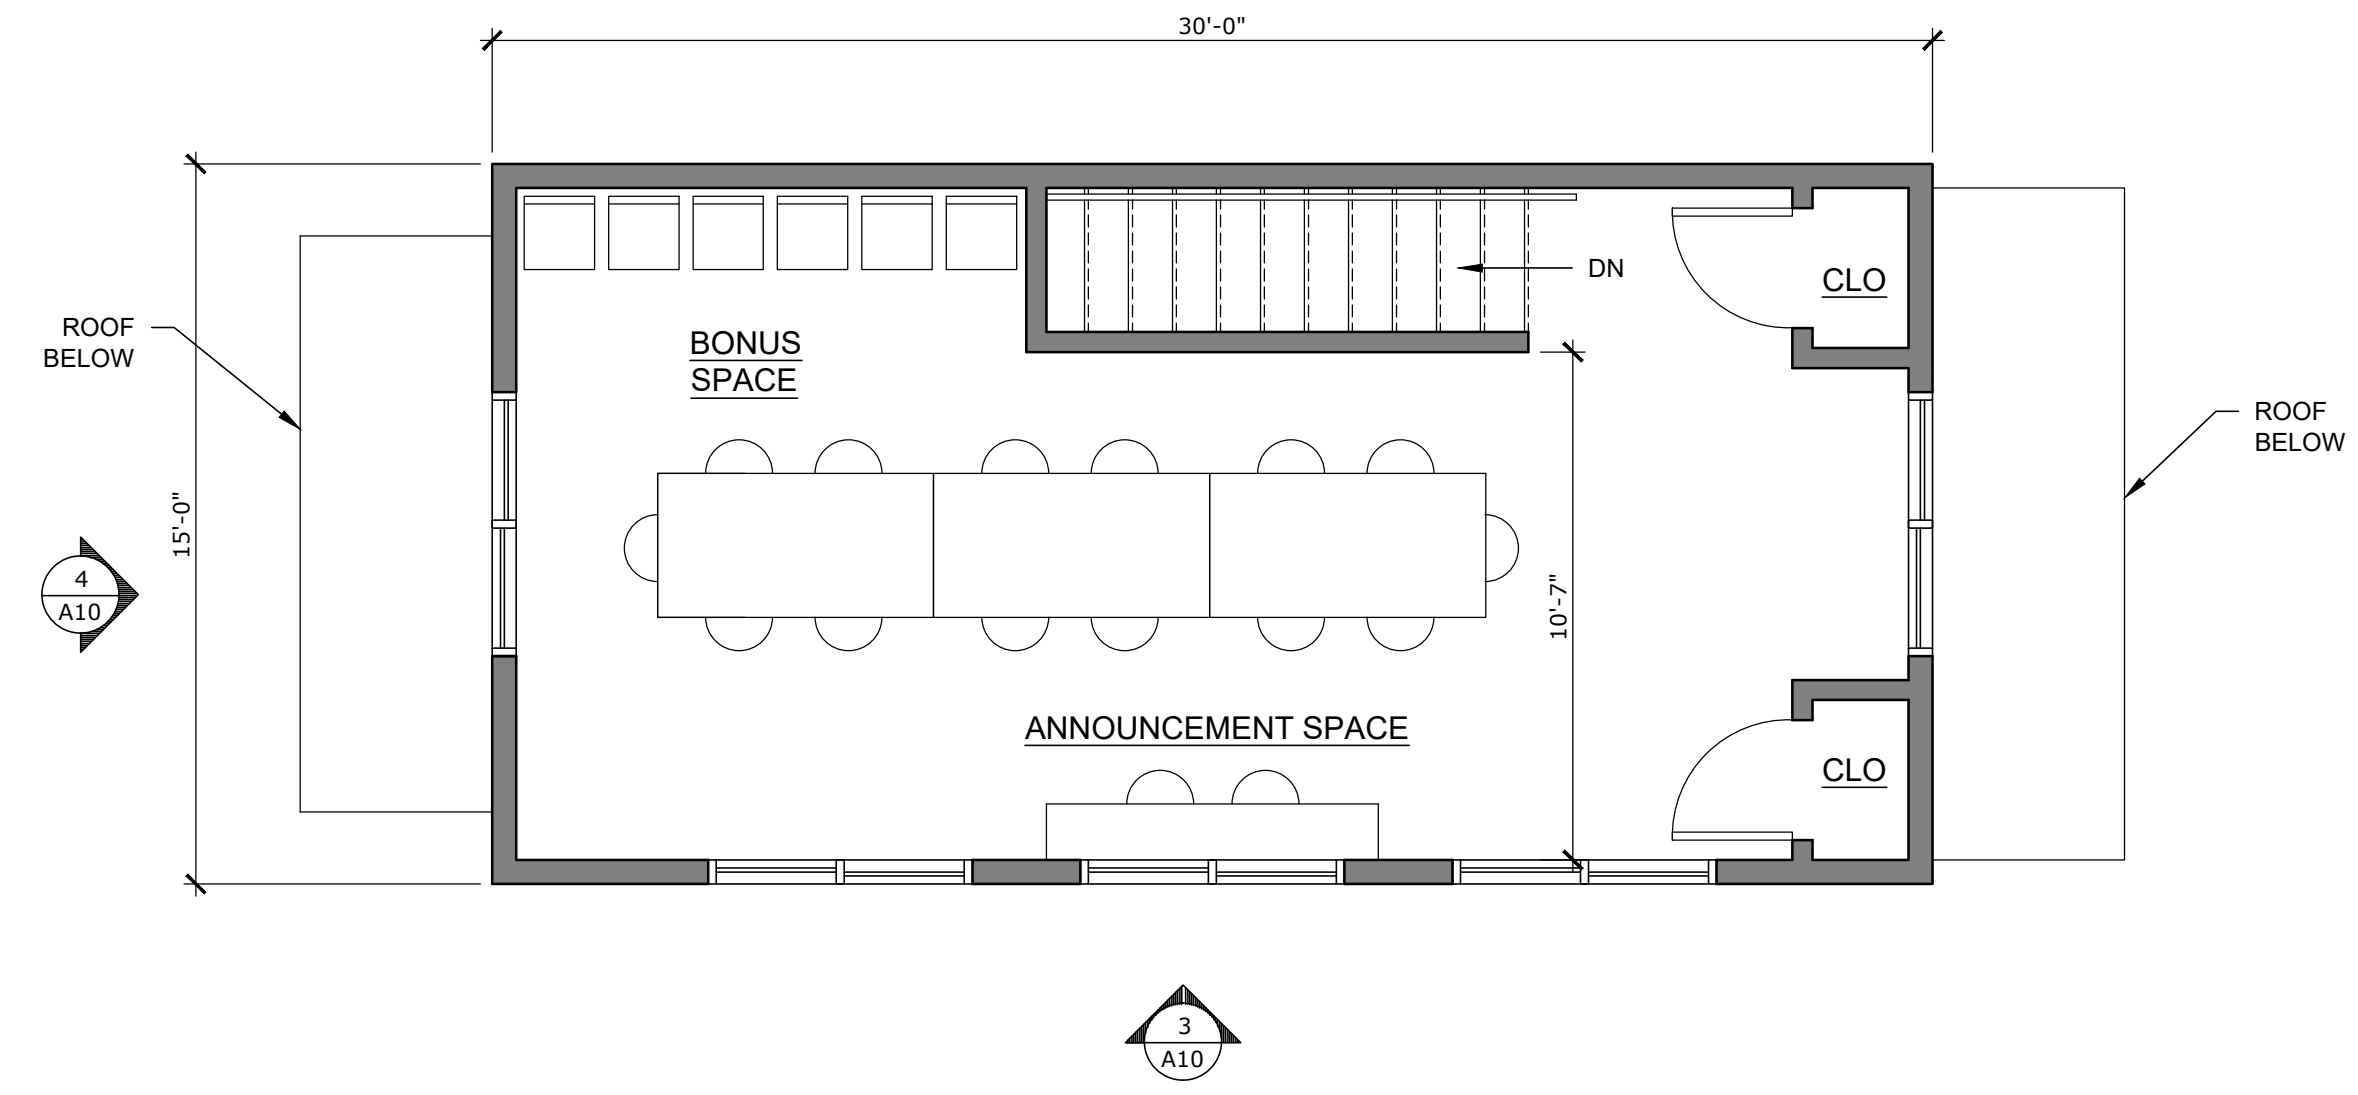 30'-0"
DN
CLO
ROOF
BELOW
BONUS
SPACE
ROOF
BELOW
15'-0"
10'-7"
4
A10
ANNOUNCEMENT SPACE
CLO
3
A10